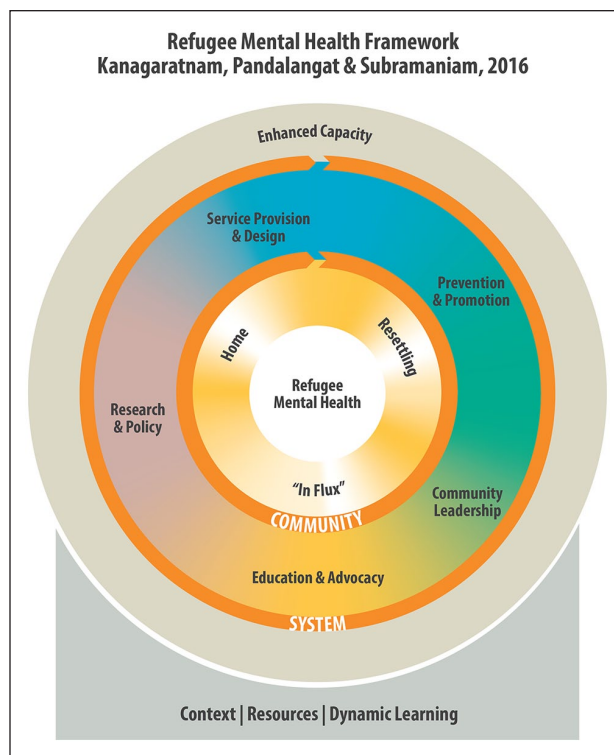 Refugee Mental Health Framework
Kanagaratnam, Pandalangat & Subramaniam, 2016
Enhanced Capacity
Service Provision
& Design
Prevention
& Promotion
Home
Resettling
Refugee
Mental Health
Research
& Policy
"In Flux"
Community
Leadership
COMMUNITY
Education & Advocacy
SYSTEM
Context | Resources | Dynamic Learning